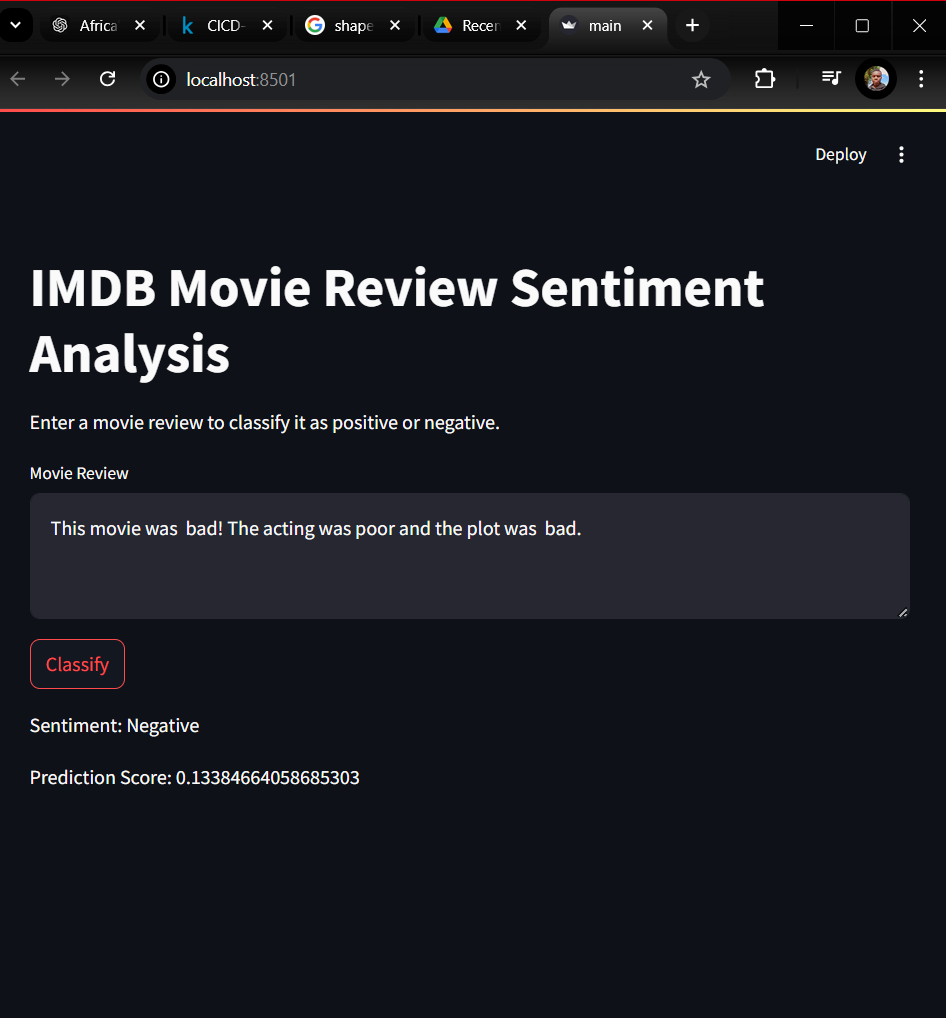 Africa
CICD-
shape
Recen
main
localhost:8501
Deploy
IMDB Movie Review Sentiment
Analysis
Enter a movie review to classify it as positive or negative.
Movie Review
This movie was  bad! The acting was poor and the plot was  bad.
Classify
Sentiment: Negative
Prediction Score: 0.13384664058685303